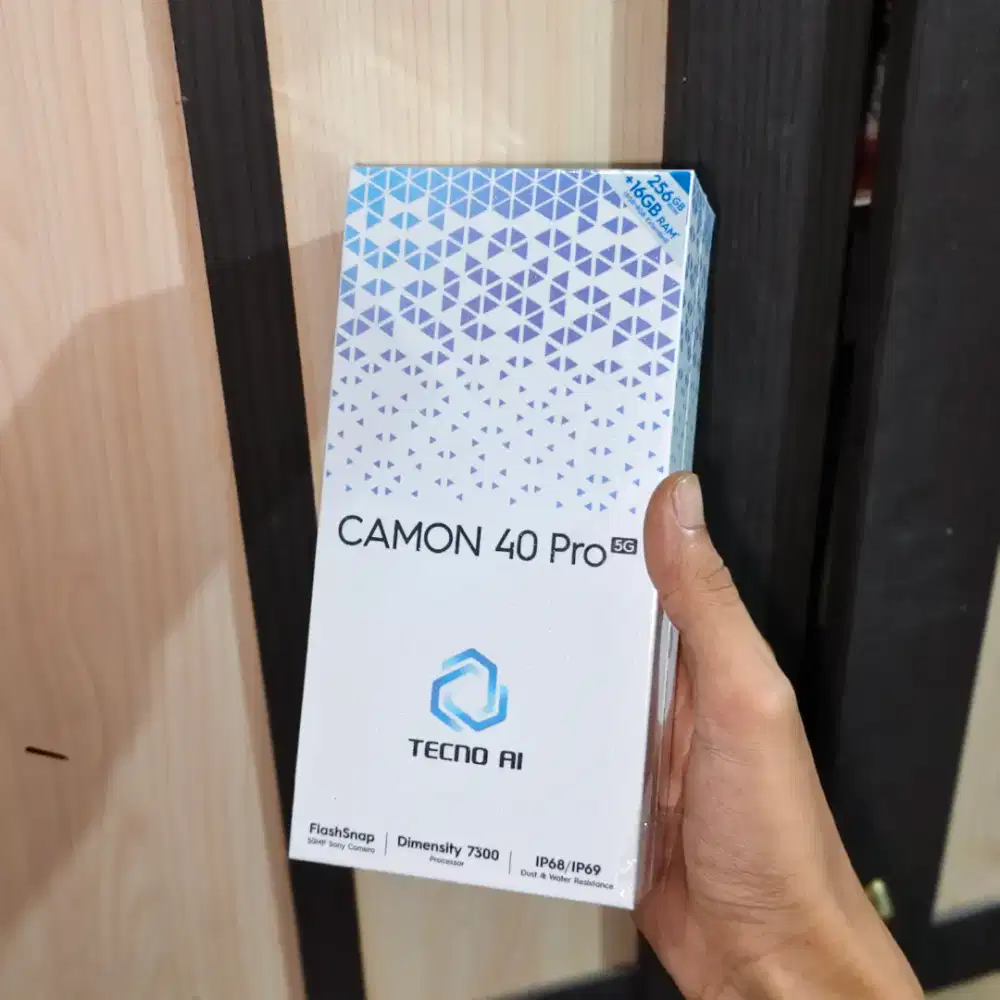 256GB ROM
+16GB RAM*
CAMON 40 Pro 5G
TECNO AI
FlashSnap
50MP Sony Camera
Dimensity 7300
Processor
IP68/IP69
Dust & Water Resistance